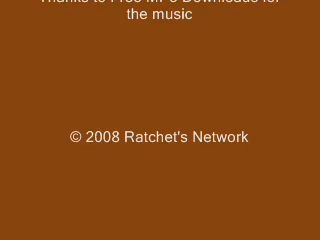 Thanks to Free MP3 Downloads for
the music
© 2008 Ratchet's Network